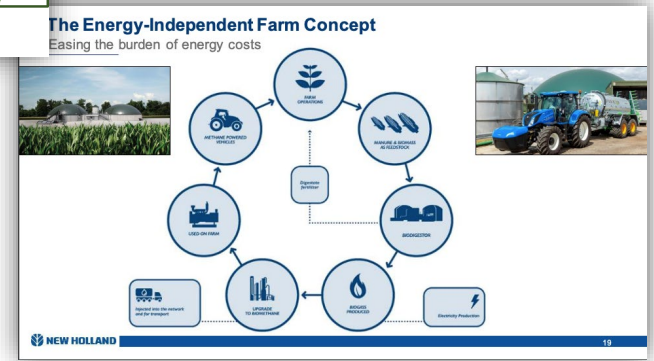 The Energy-Independent Farm Concept
Easing the burden of energy costs
FARM
OPERATIONS
METHANE POWERED
VEHICLES
MANURE & BIOMASS
AS FEEDSTOCK
Digestate
fertiliser
USED ON FARM
BIODIGESTION
Injected into the network
and for transport
UPGRADE
TO BIOMETHANE
BIOGAS
PRODUCED
Electricity Production
NEW HOLLAND
19